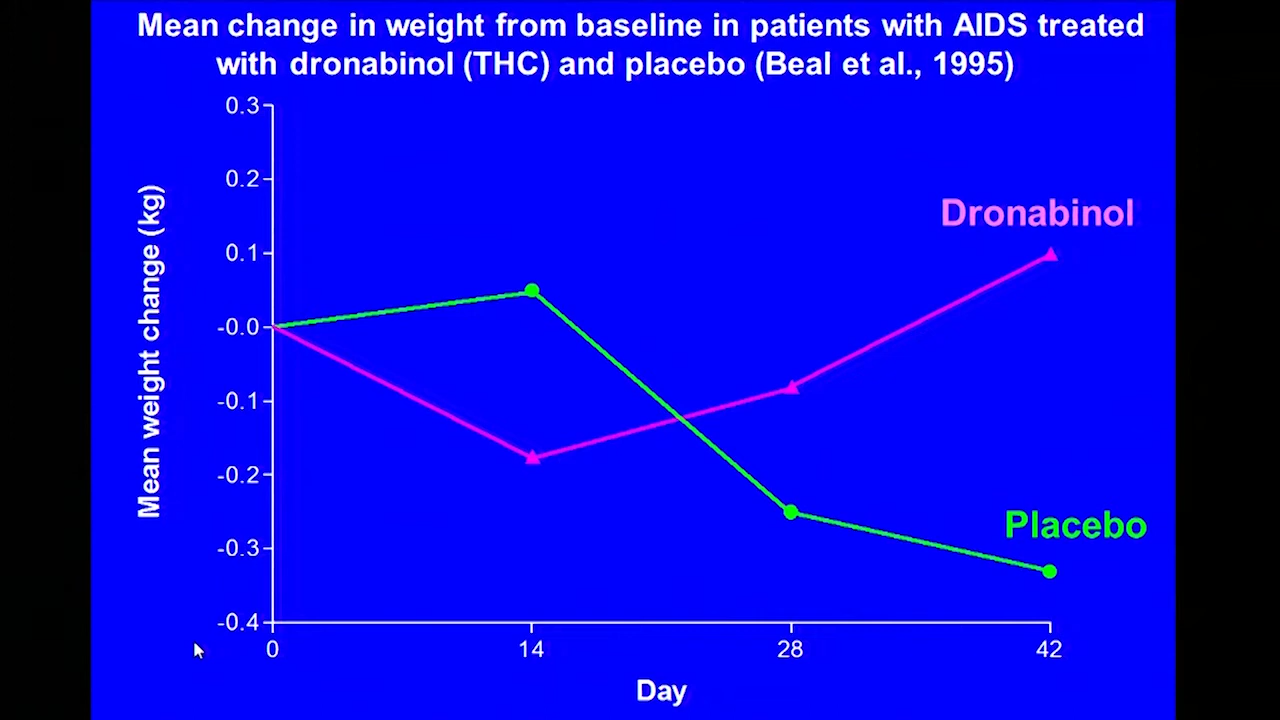 Mean change in weight from baseline in patients with AIDS treated
with dronabinol (THC) and placebo (Beal et al., 1995)
0.3
0.2
0.1
-0.0
-0.1
-0.2
-0.3
-0.4
Mean weight change (kg)
Dronabinol
Placebo
0 14 28 42
Day